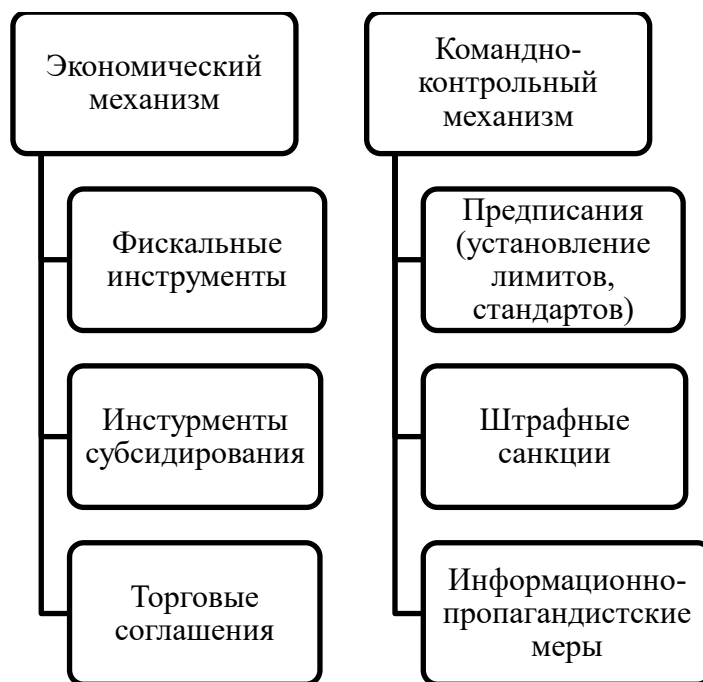 Экономический
механизм
Фискальные
инструменты
Инстурменты
субсидирования
Торговые
соглашения
Командно-
контрольный
механизм
Предписания
(установление
лимитов,
стандартов)
Штрафные
санкции
Информационно-
пропагандистские
меры